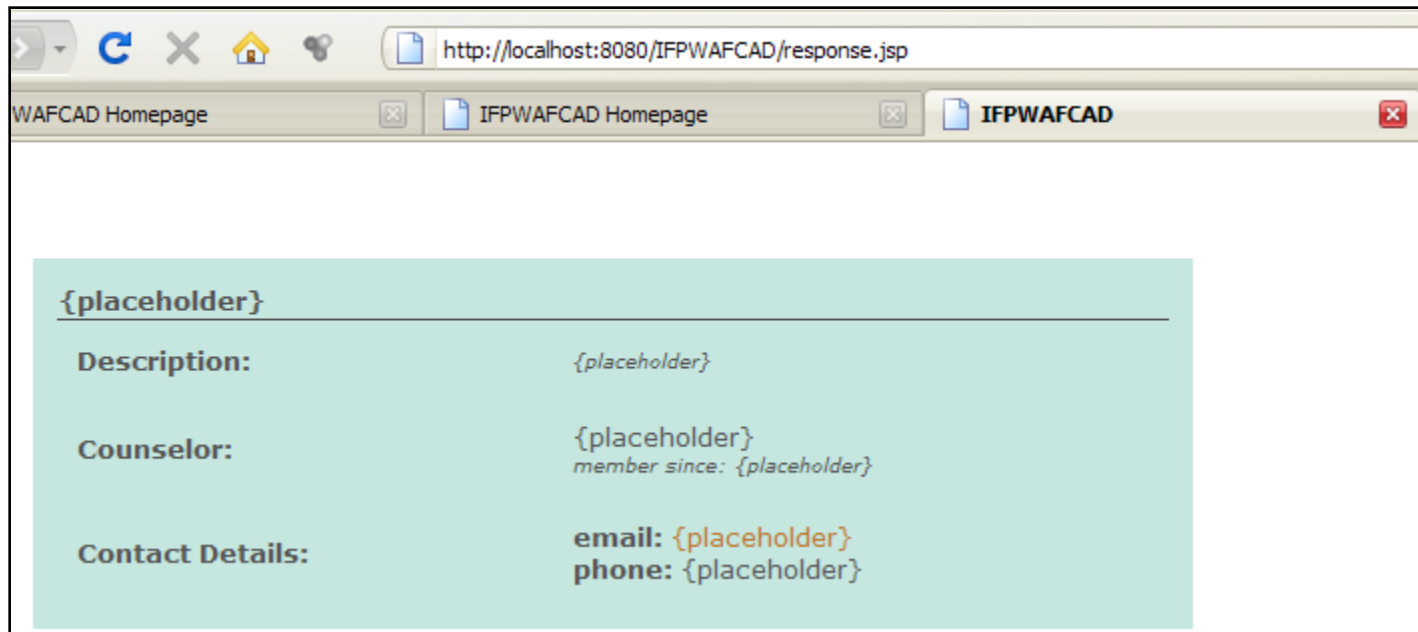 http://localhost:8080/IFPWAFCAD/response.jsp
WAFCAD Homepage IFPWAFCAD Homepage IFPWAFCAD
{placeholder}
Description: {placeholder}
Counselor: {placeholder}
member since: {placeholder}
Contact Details: email: {placeholder}
phone: {placeholder}